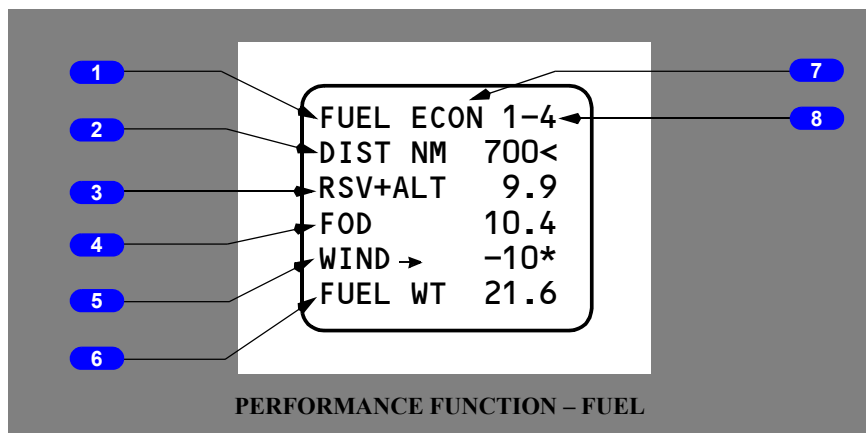 1
2
3
4
5
6
7
8
FUEL ECON 1-4
DIST NM 700<
RSV+ALT 9.9
FOD 10.4
WIND → -10*
FUEL WT 21.6
PERFORMANCE FUNCTION – FUEL